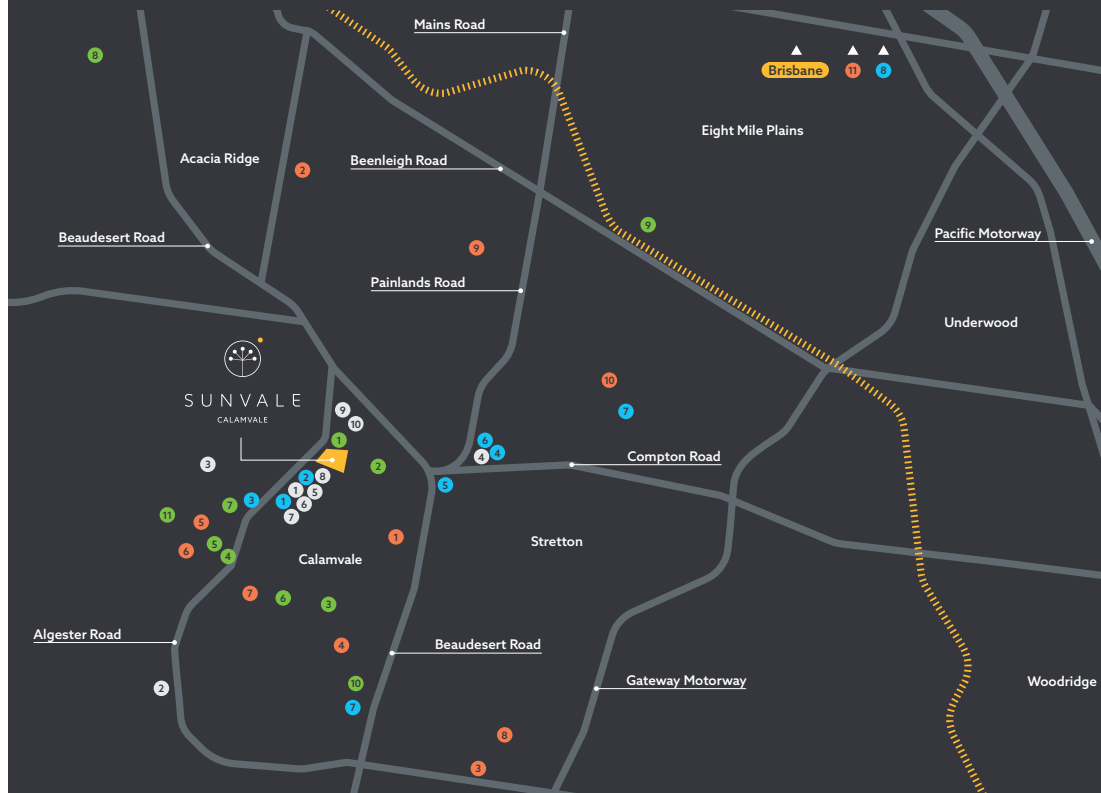 Mains Road
8
Brisbane
11
8
Eight Mile Plains
Acacia Ridge
Beenleigh Road
2
9
Beaudesert Road
9
Pacific Motorway
Painlands Road
Underwood
SUNVALE
CALAMVALE
10
7
9
10
1
6
4
4
Compton Road
3
2
2
8
5
1
5
3
1
6
7
7
11
5
1
Stretton
6
5
4
Calamvale
7
6
3
Algester Road
4
Beaudesert Road
2
10
Gateway Motorway
Woodridge
7
8
3